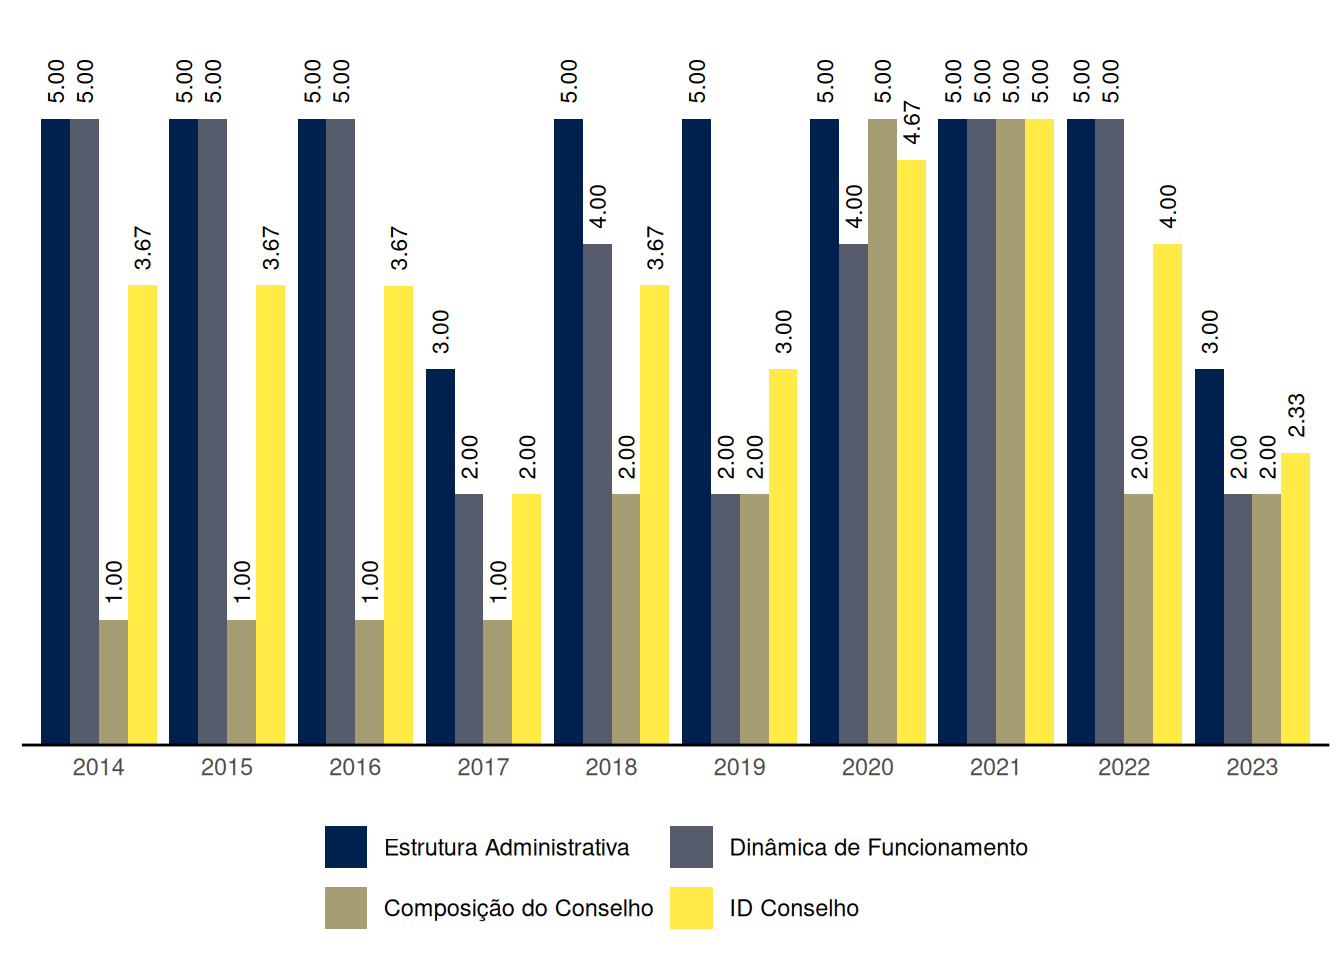 5.00 5.00 1.00 3.67
5.00 5.00 1.00 3.67
5.00 5.00 1.00 3.67
3.00 2.00 1.00 2.00
5.00 4.00 2.00 3.67
5.00 2.00 2.00 3.00
5.00 4.00 5.00 4.67
5.00 5.00 5.00 5.00
5.00 5.00 2.00 4.00
3.00 2.00 2.00 2.33
2014 2015 2016 2017 2018 2019 2020 2021 2022 2023
Estrutura Administrativa Dinâmica de Funcionamento
Composição do Conselho ID Conselho